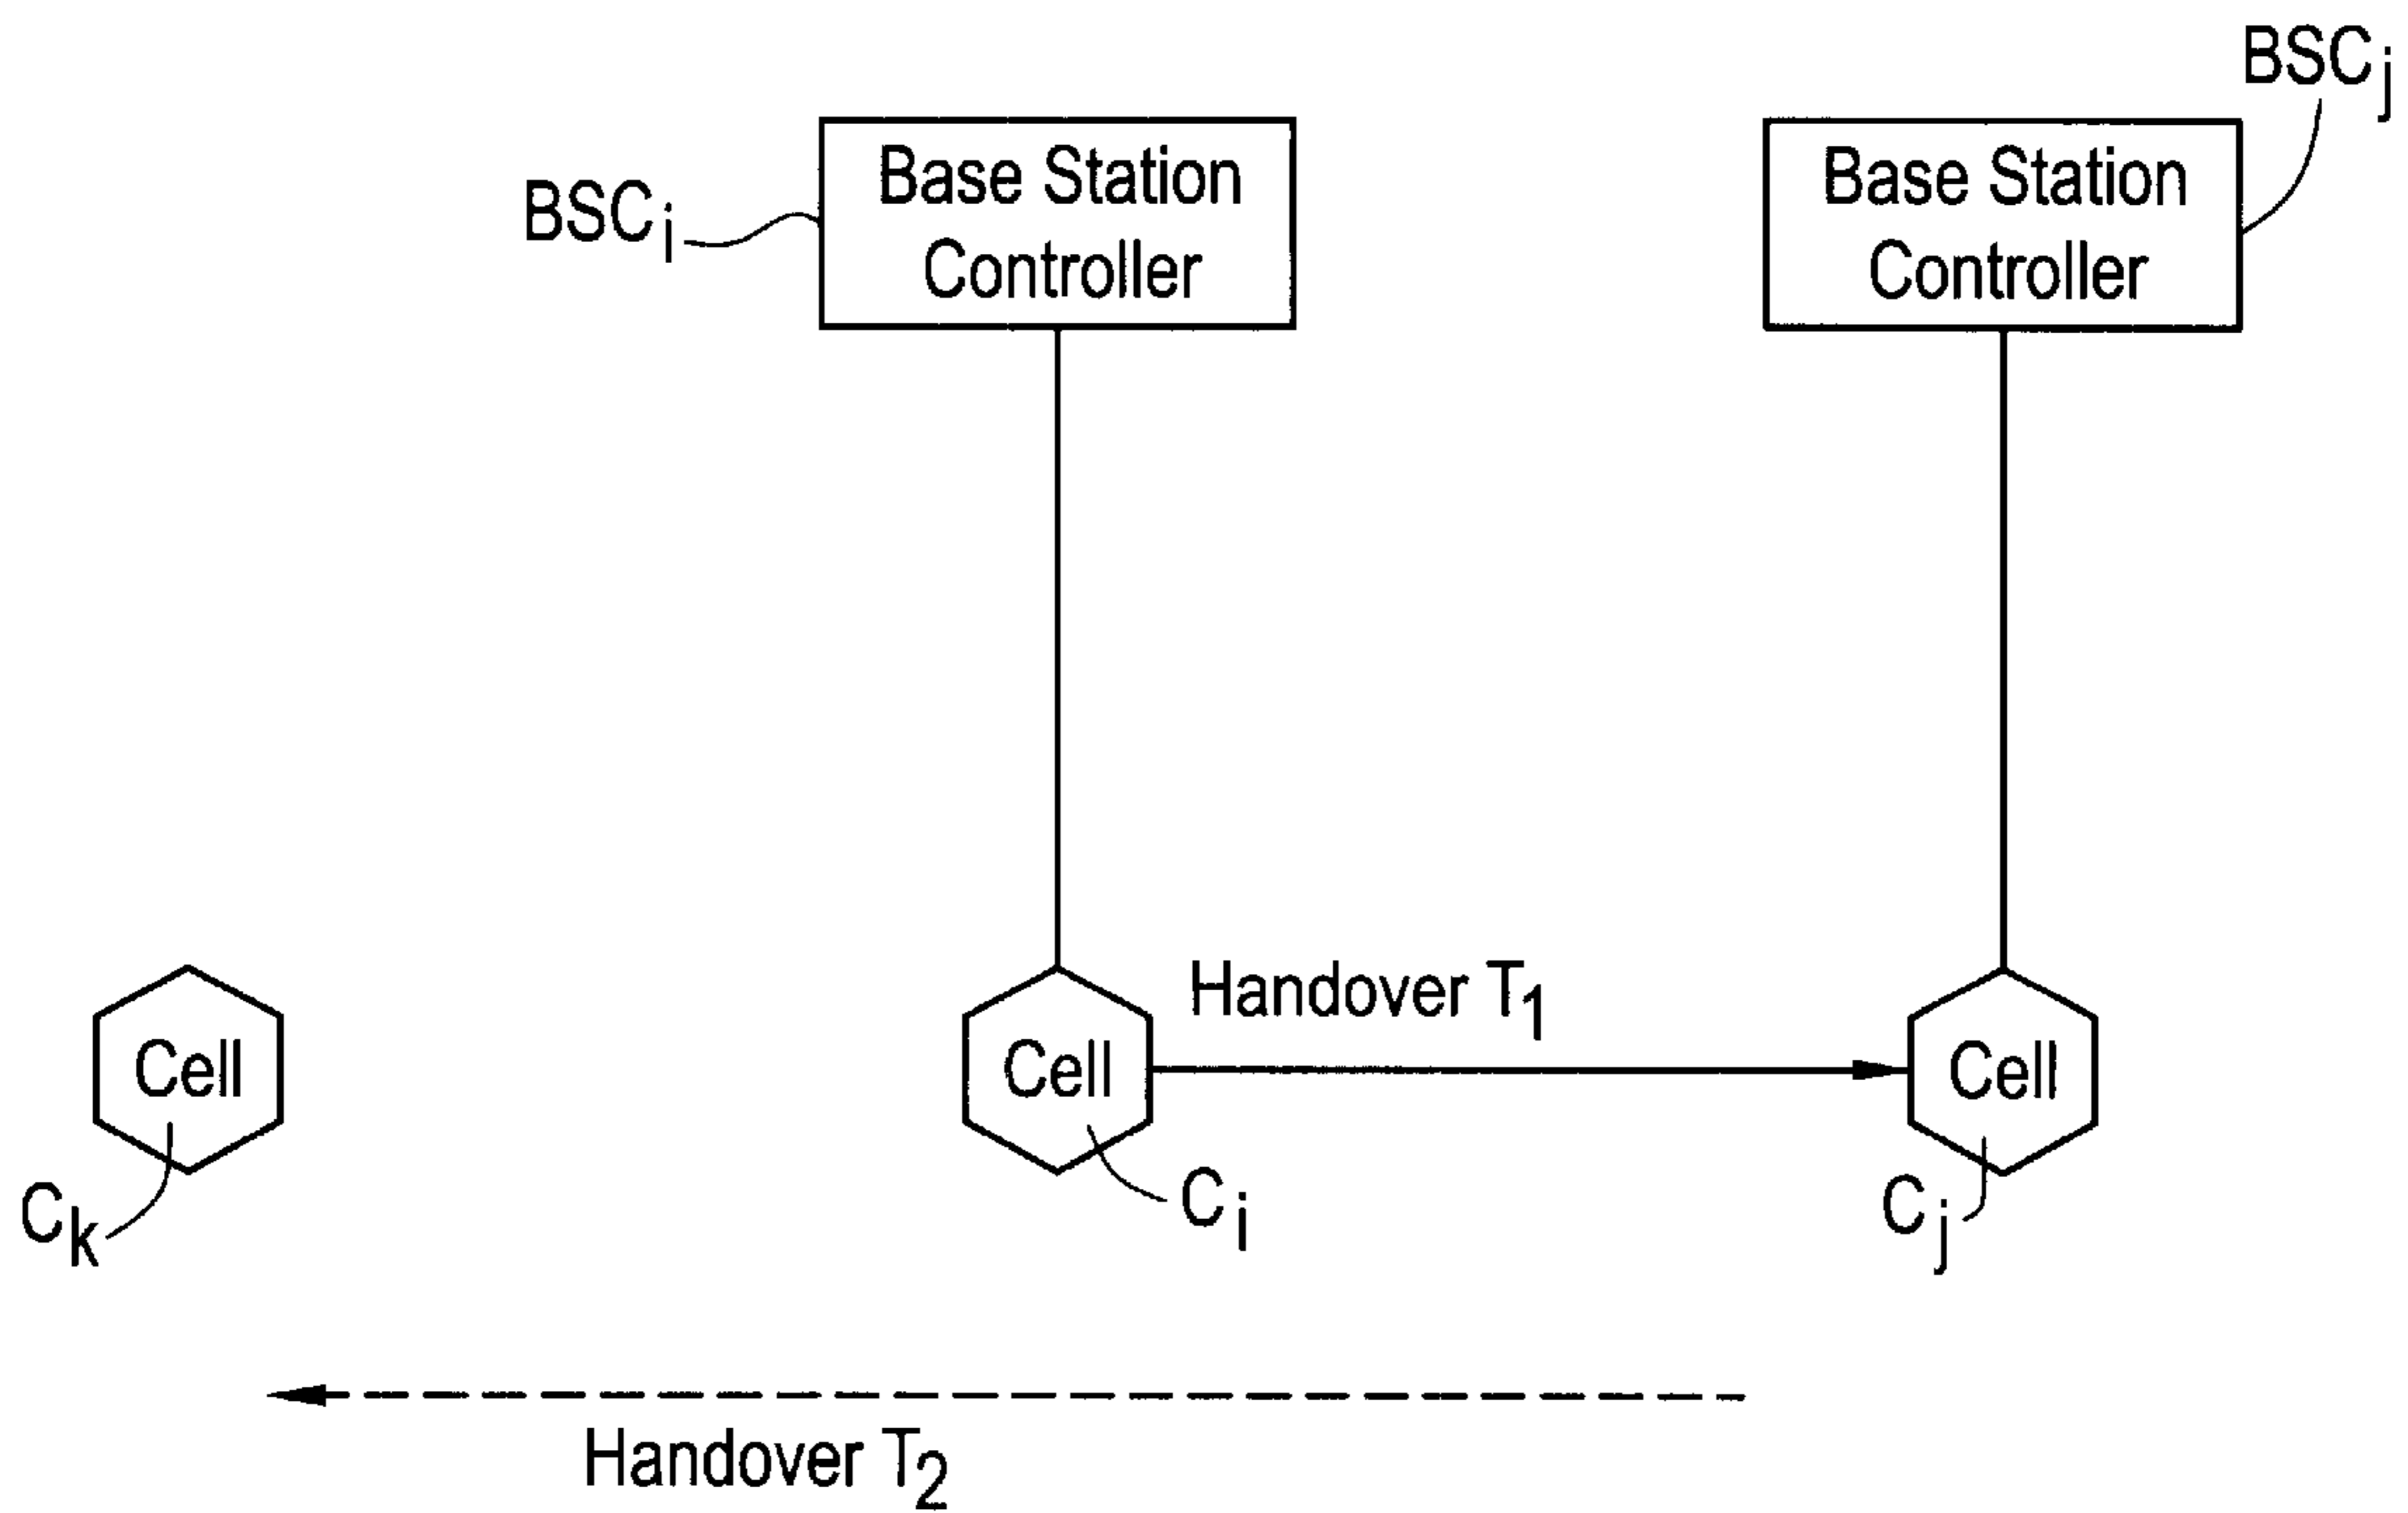 BSCj
Base Station
Controller
BSCi
Base Station
Controller
Handover T1
Cell
Cell
Cell
Ck
Ci
Cj
Handover T2